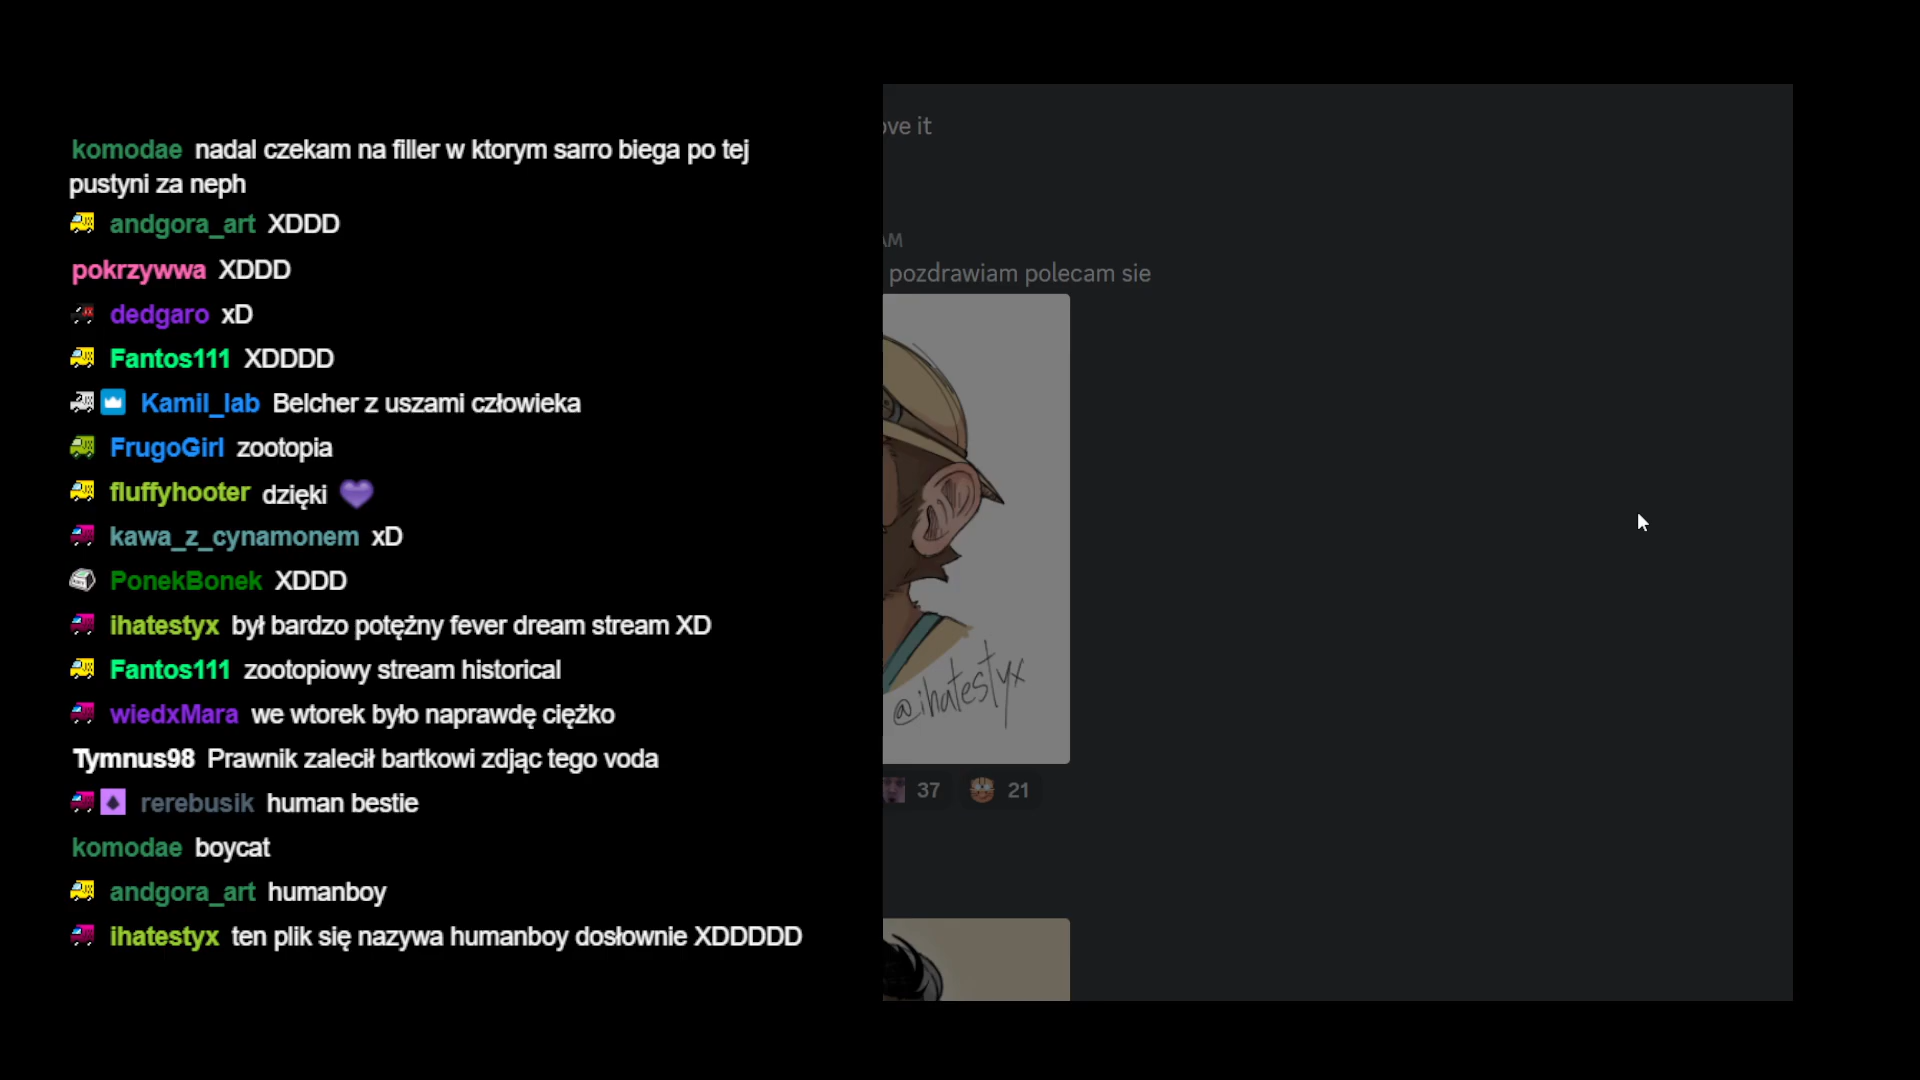 komodae nadal czekam na filler w ktorym sarro biega po tej
pustyni za neph
andgora_art XDDD
pokrzywwa XDDD
dedgaro xD
Fantos111 XDDDD
Kamil_lab Belcher z uszami człowieka
FrugoGirl zootopia
fluffyhooter dzięki
kawa_z_cynamonem xD
PonekBonek XDDD
ihatestyx był bardzo potężny fever dream stream XD
Fantos111 zootopiowy stream historical
wiedxMara we wtorek było naprawdę ciężko
Tymnus98 Prawnik zalecił bartkowi zdjąc tego voda
rerebusik human bestie
komodae boycat
andgora_art humanboy
ihatestyx ten plik się nazywa humanboy dosłownie XDDDDD
ove it
AM
pozdrawiam polecam sie
@ihatestyx
37 21